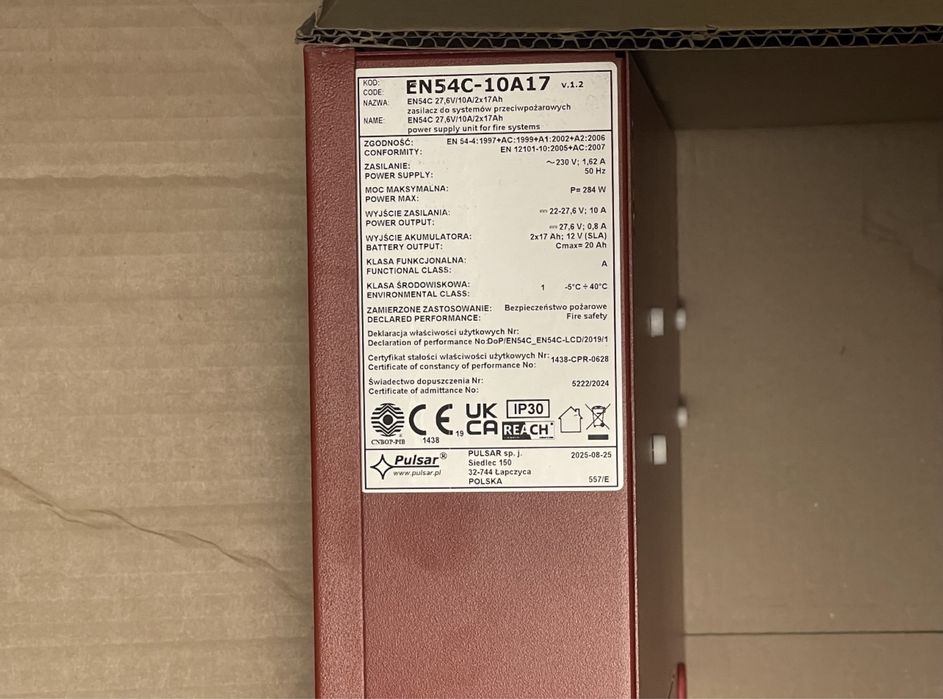 KOD: EN54C-10A17 v.1.2
CODE:
NAZWA: EN54C 27,6V/10A/2x17Ah
zasilacz do systemów przeciwpożarowych
NAME: EN54C 27,6V/10A/2x17Ah
power supply unit for fire systems
ZGODNOŚĆ: EN 54-4:1997+AC:1999+A1:2002+A2:2006
CONFORMITY: EN 12101-10:2005+AC:2007
ZASILANIE: ~230 V; 1,62 A
POWER SUPPLY: 50 Hz
MOC MAKSYMALNA: P= 284 W
POWER MAX:
WYJŚCIE ZASILANIA: ⎓ 22-27,6 V; 10 A
POWER OUTPUT:
⎓ 27,6 V; 0,8 A
WYJŚCIE AKUMULATORA: 2x17 Ah; 12 V (SLA)
BATTERY OUTPUT: Cmax= 20 Ah
KLASA FUNKCJONALNA: A
FUNCTIONAL CLASS:
KLASA ŚRODOWISKOWA: 1 -5°C ÷ 40°C
ENVIRONMENTAL CLASS:
ZAMIERZONE ZASTOSOWANIE: Bezpieczeństwo pożarowe
DECLARED PERFORMANCE: Fire safety
Deklaracja właściwości użytkowych Nr:
Declaration of performance No:DoP/EN54C_EN54C-LCD/2019/1
Certyfikat stałości właściwości użytkowych Nr: 1438-CPR-0628
Certificate of constancy of performance No:
Świadectwo dopuszczenia Nr: 5222/2024
Certificate of admittance No:
CE UK CA IP30
REACH
CNBOP-PIB 1438 19
Pulsar® PULSAR sp. j. 2025-08-25
www.pulsar.pl Siedlec 150
32-744 Łapczyca
POLSKA 557/E